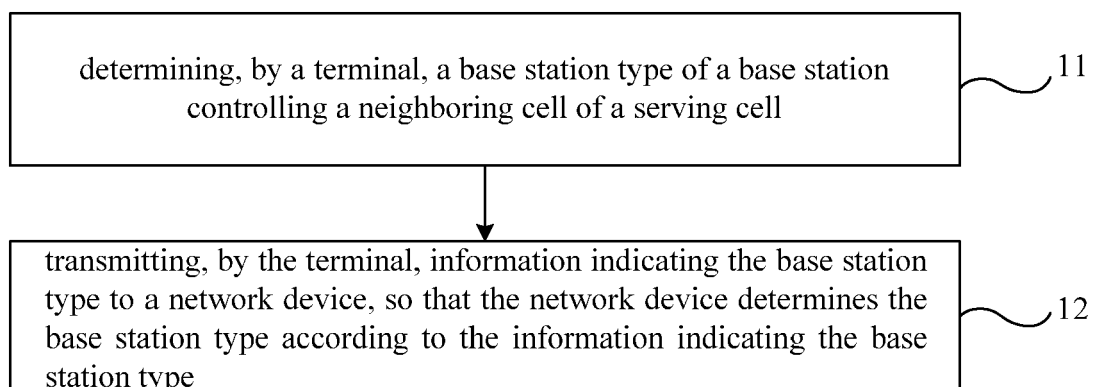 determining, by a terminal, a base station type of a base station
controlling a neighboring cell of a serving cell
11
transmitting, by the terminal, information indicating the base station
type to a network device, so that the network device determines the
base station type according to the information indicating the base
station type
12